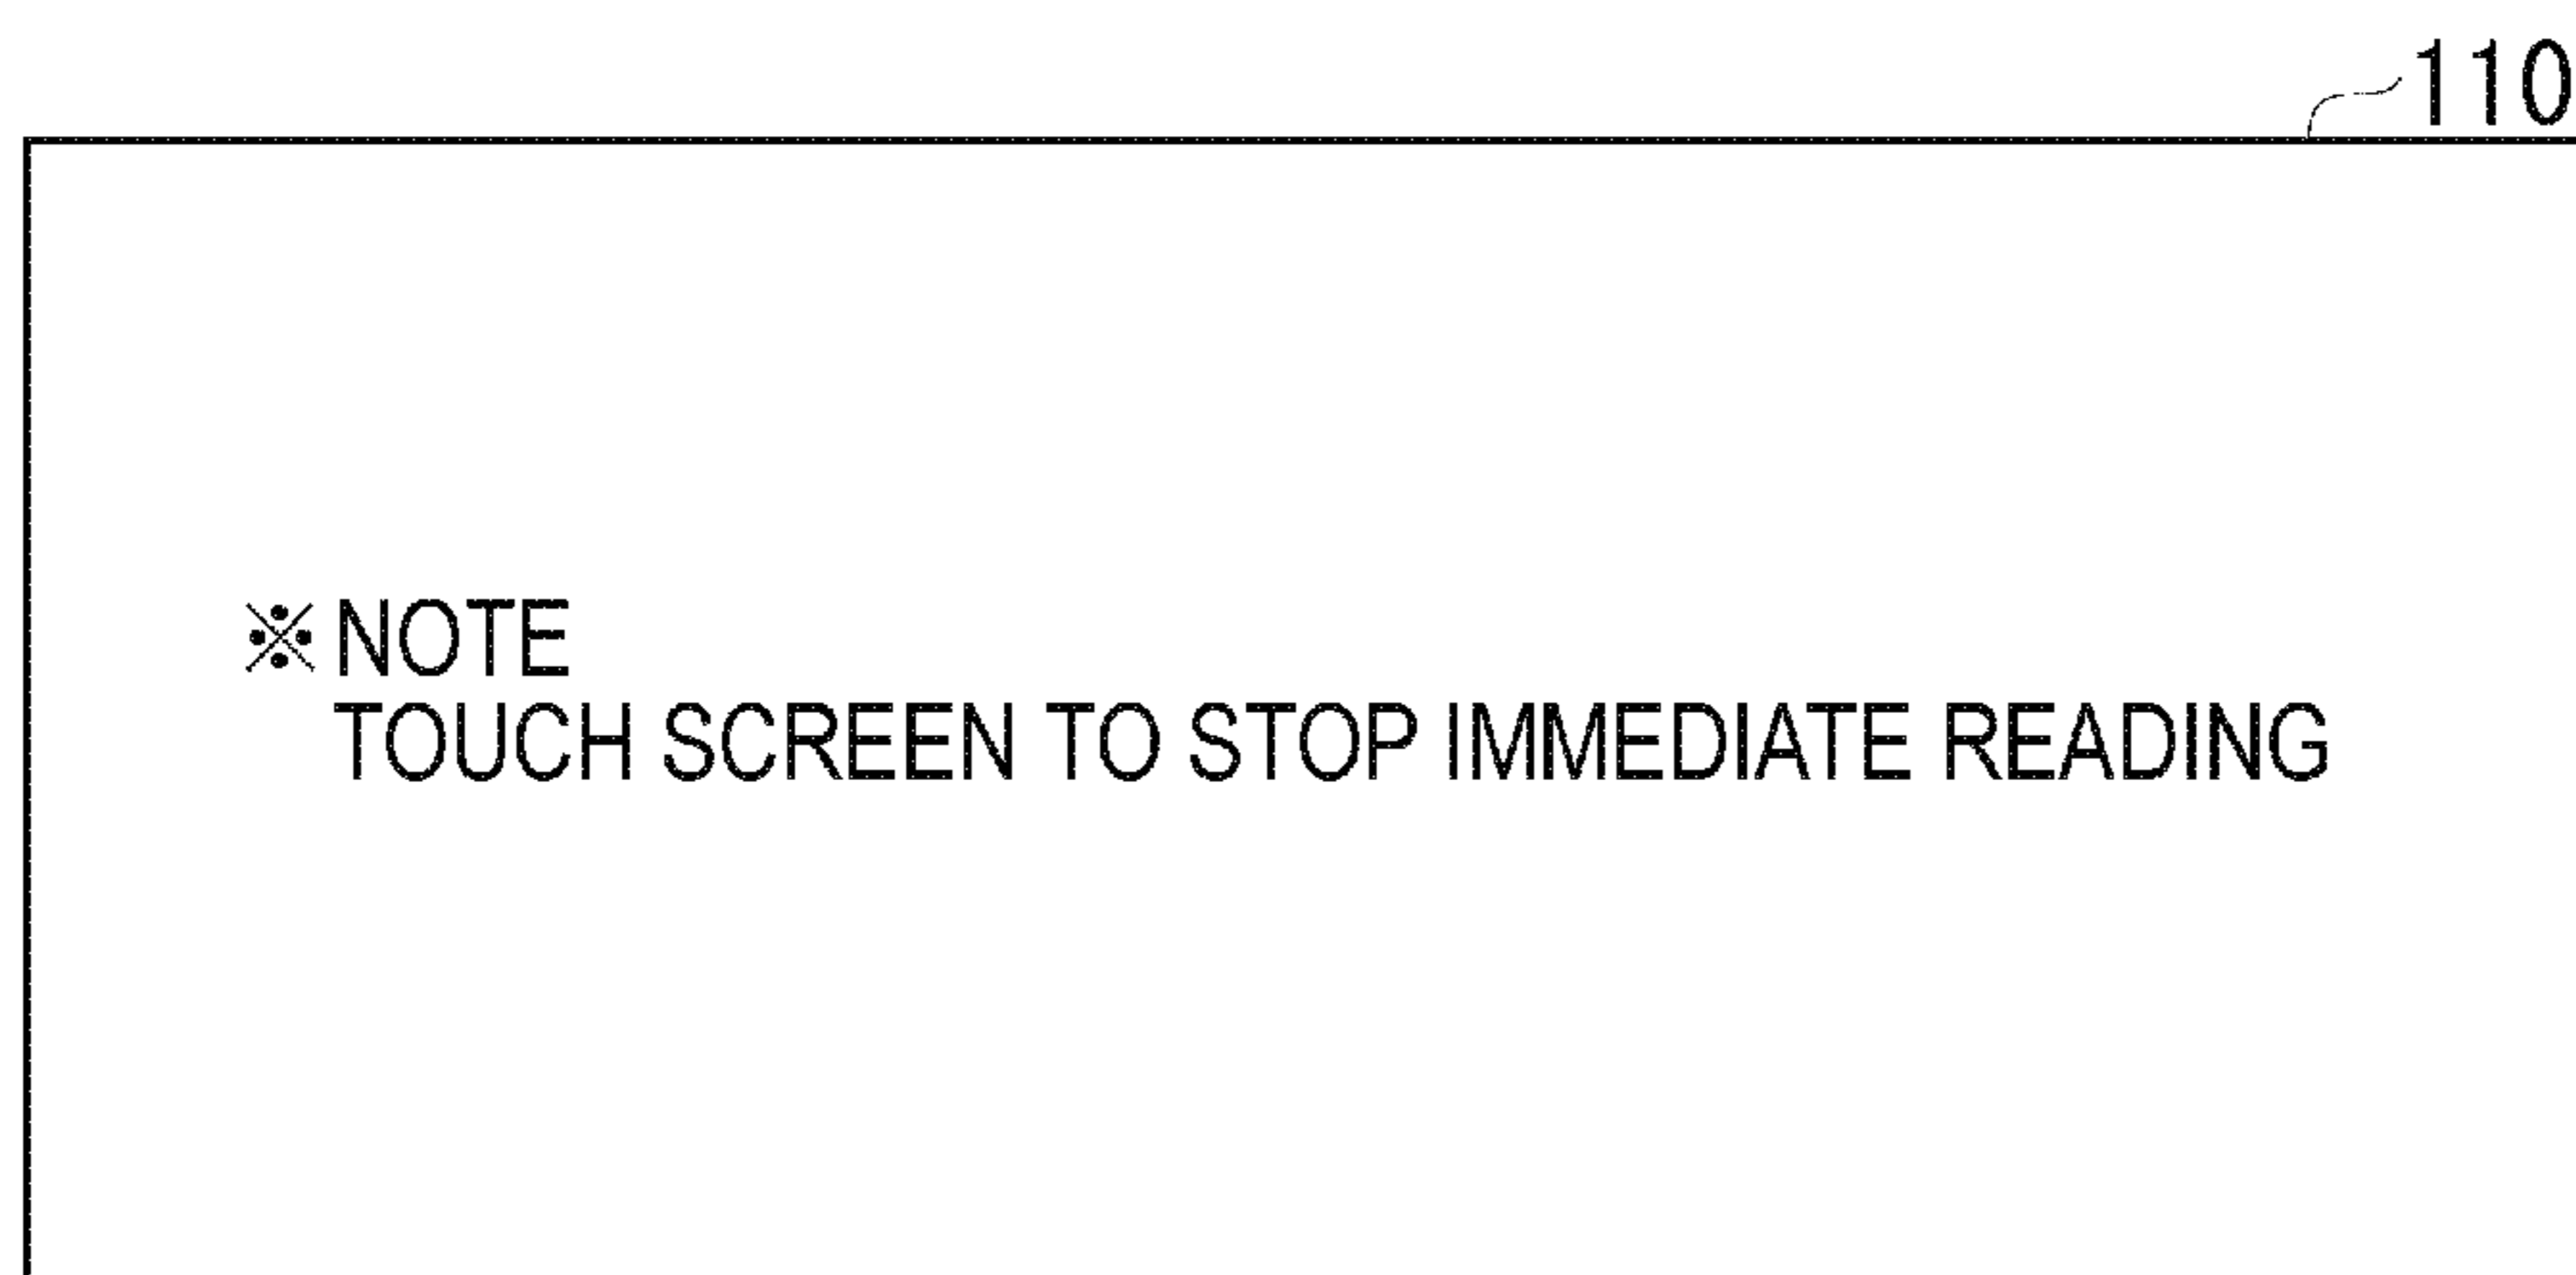 110
※ NOTE
TOUCH SCREEN TO STOP IMMEDIATE READING